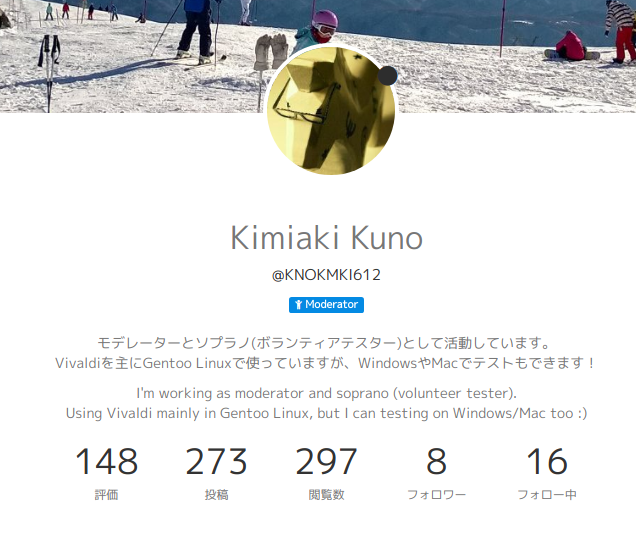 Kimiaki Kuno
@KNOKMKI612
Moderator
モデレーターとソプラノ(ボランティアテスター)として活動しています。
Vivaldiを主にGentoo Linuxで使っていますが、WindowsやMacでテストもできます！
I'm working as moderator and soprano (volunteer tester).
Using Vivaldi mainly in Gentoo Linux, but I can testing on Windows/Mac too :)
148 273 297 8 16
評価 投稿 閲覧数 フォロワー フォロー中